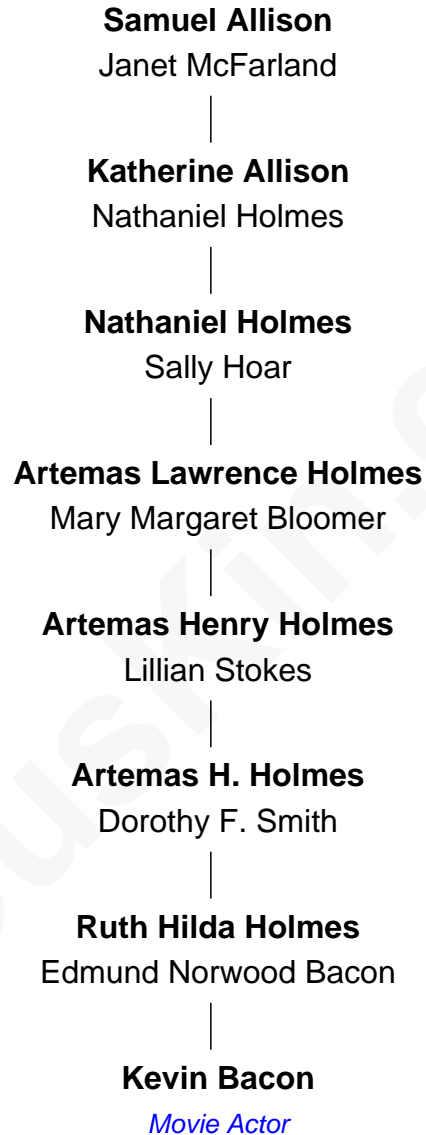 Samuel Allison
Janet McFarland
Katherine Allison
Nathaniel Holmes
Nathaniel Holmes
Sally Hoar
Artemas Lawrence Holmes
Mary Margaret Bloomer
Artemas Henry Holmes
Lillian Stokes
Artemas H. Holmes
Dorothy F. Smith
Ruth Hilda Holmes
Edmund Norwood Bacon
Kevin Bacon
Movie Actor